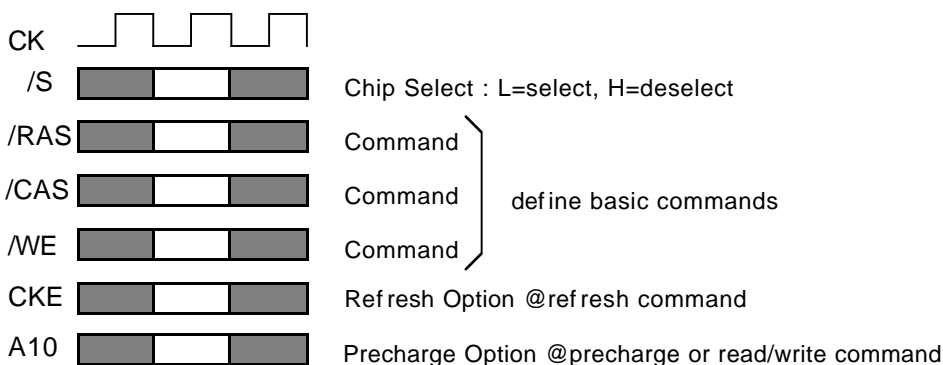 CK
/S Chip Select : L=select, H=deselect
/RAS Command
/CAS Command define basic commands
/WE Command
CKE Refresh Option @refresh command
A10 Precharge Option @precharge or read/write command